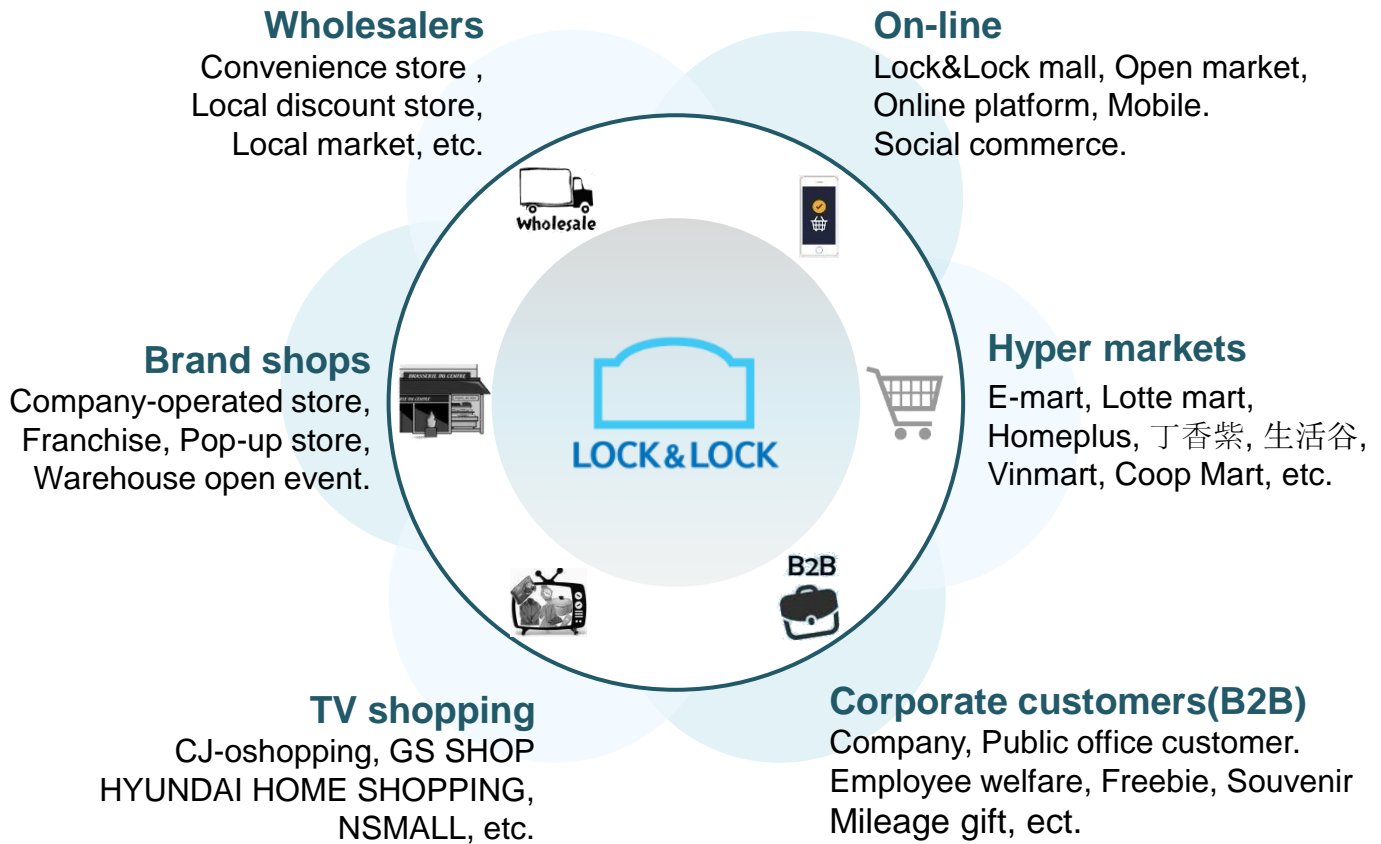 Wholesalers
Convenience store ,
Local discount store,
Local market, etc.
On-line
Lock&Lock mall, Open market,
Online platform, Mobile.
Social commerce.
Wholesale
Brand shops
Company-operated store,
Franchise, Pop-up store,
Warehouse open event.
BRASSERIE DU CENTRE
LOCK&LOCK
Hyper markets
E-mart, Lotte mart,
Homeplus, 丁香紫, 生活谷,
Vinmart, Coop Mart, etc.
B2B
TV shopping
CJ-oshopping, GS SHOP
HYUNDAI HOME SHOPPING,
NSMALL, etc.
Corporate customers(B2B)
Company, Public office customer.
Employee welfare, Freebie, Souvenir
Mileage gift, ect.